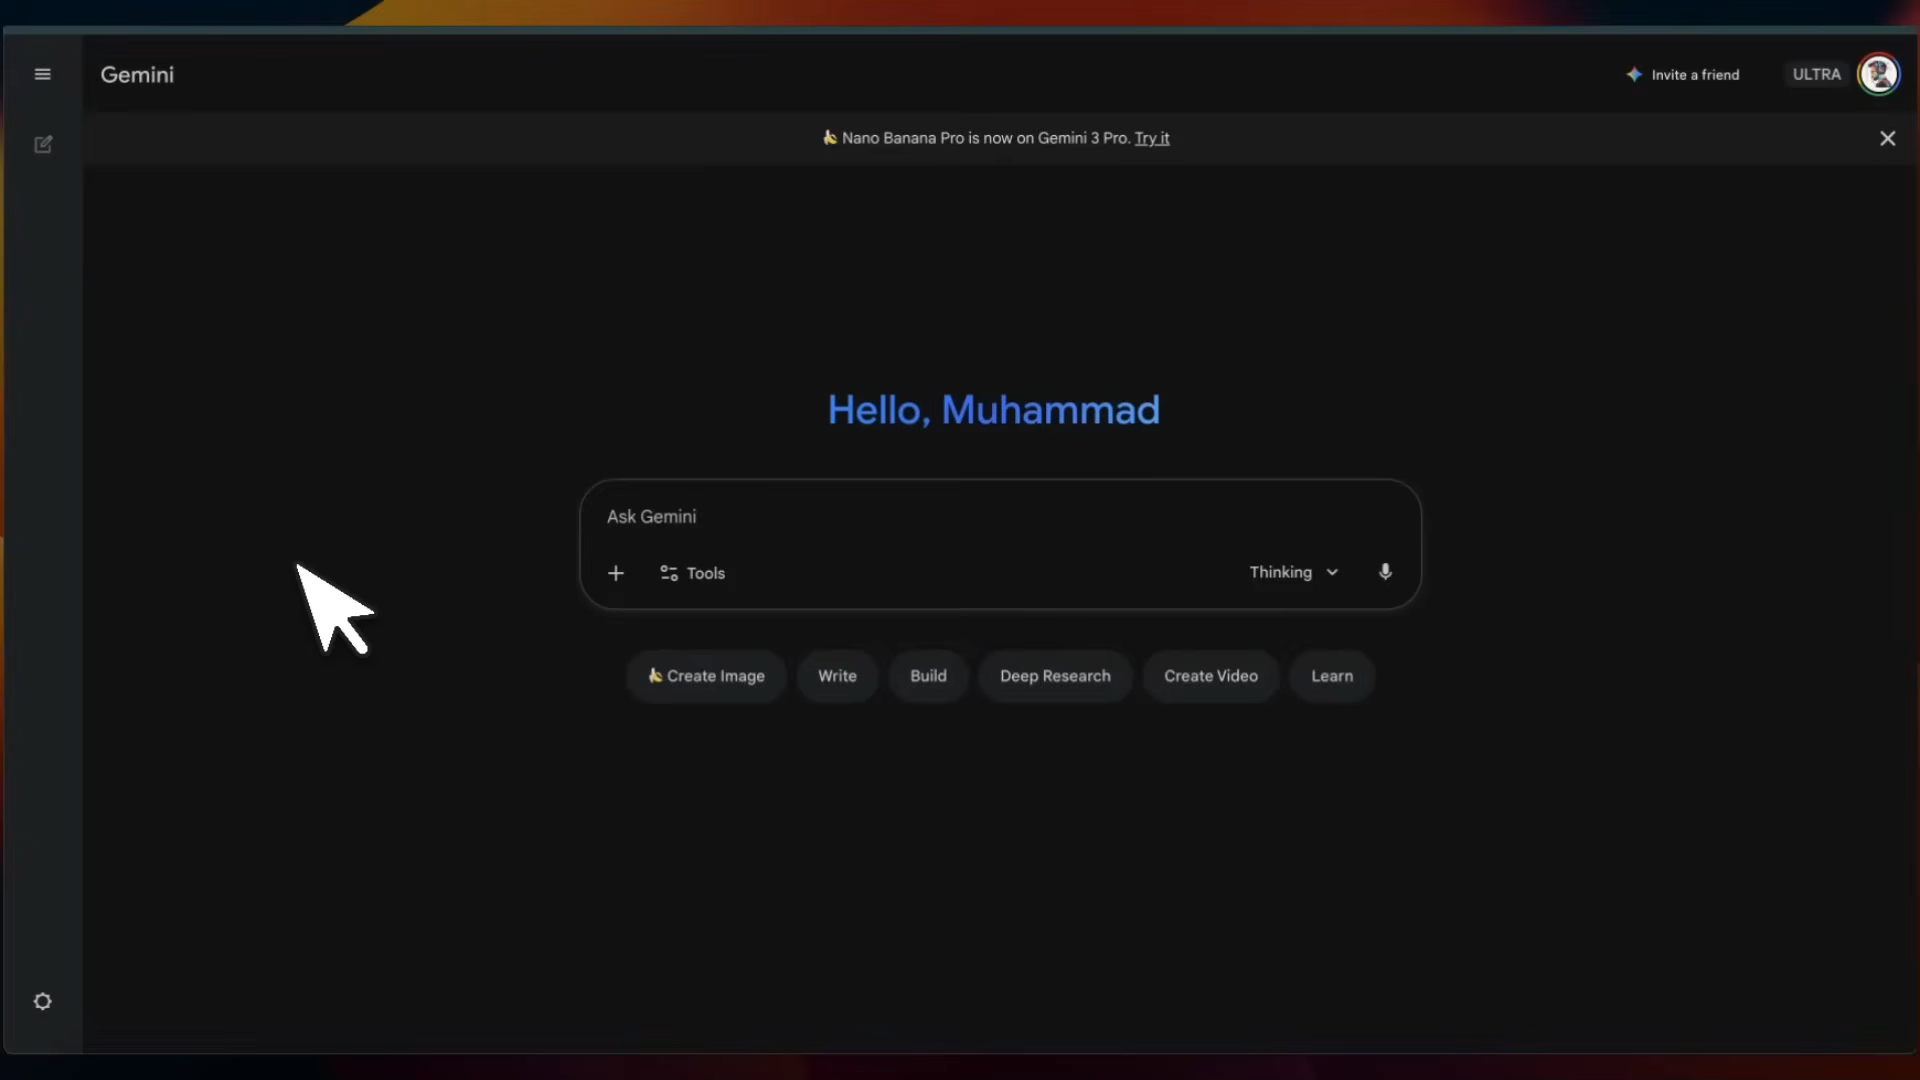 Gemini
Invite a friend
ULTRA
Nano Banana Pro is now on Gemini 3 Pro. Try it
Hello, Muhammad
Ask Gemini
Tools
Thinking
Create Image
Write
Build
Deep Research
Create Video
Learn